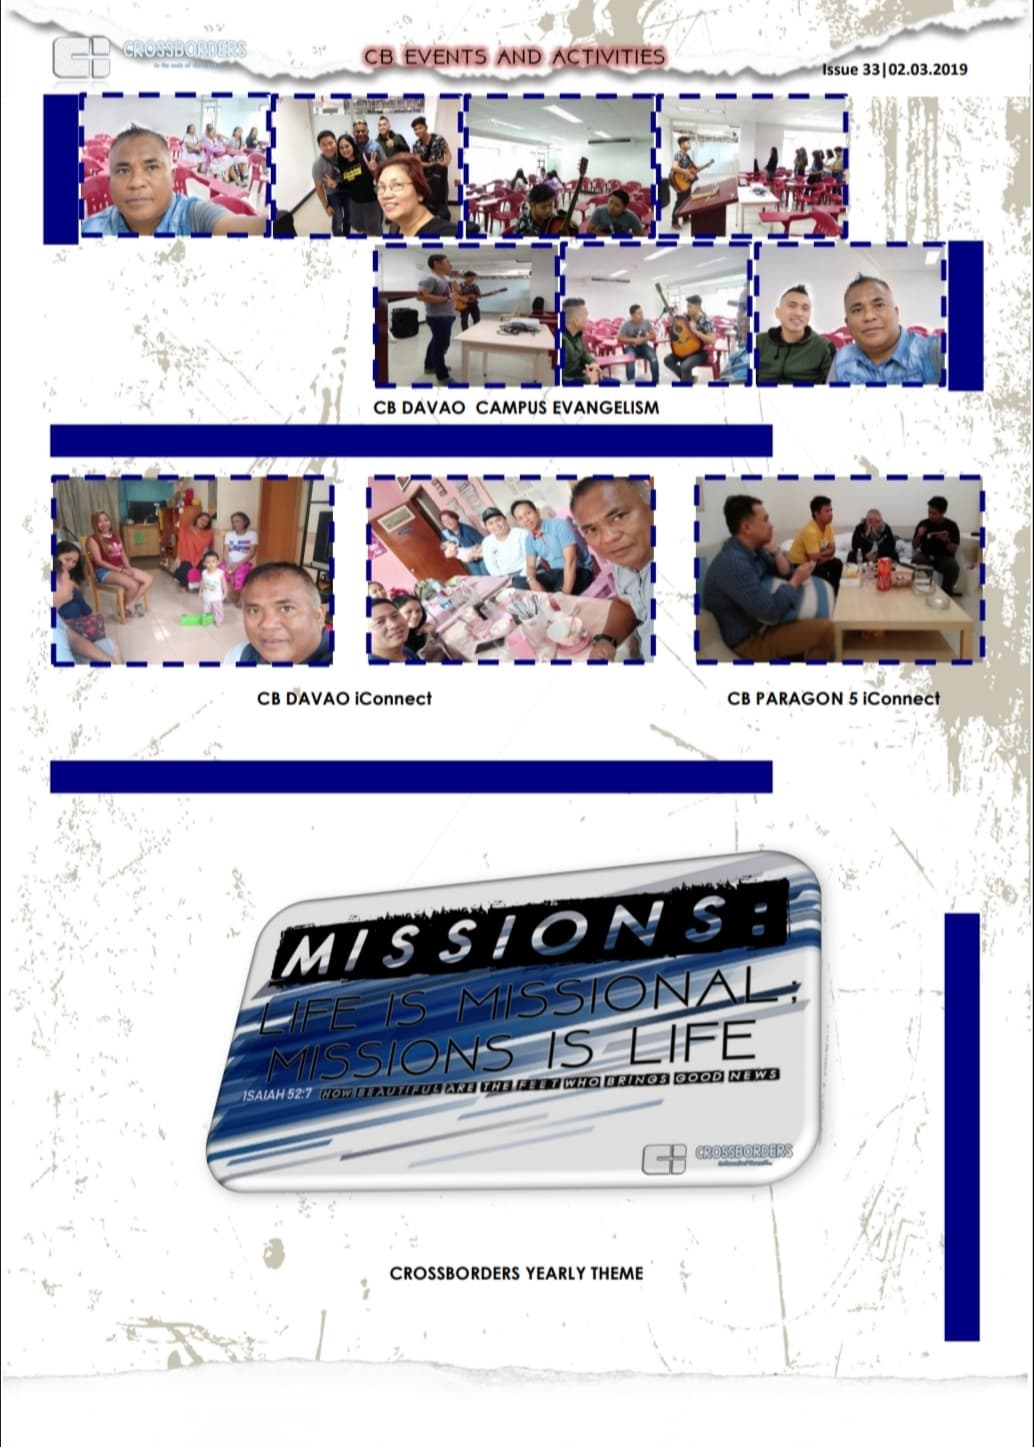 CROSSBORDERS
CB EVENTS AND ACTIVITIES
Issue 33|02.03.2019
CB DAVAO CAMPUS EVANGELISM
CB DAVAO iConnect
CB PARAGON 5 iConnect
MISSIONS:
LIFE IS MISSIONAL;
MISSIONS IS LIFE
ISAIAH 52:7 HOW BEAUTIFUL ARE THE FEET WHO BRINGS GOOD NEWS
CROSSBORDERS
CROSSBORDERS YEARLY THEME